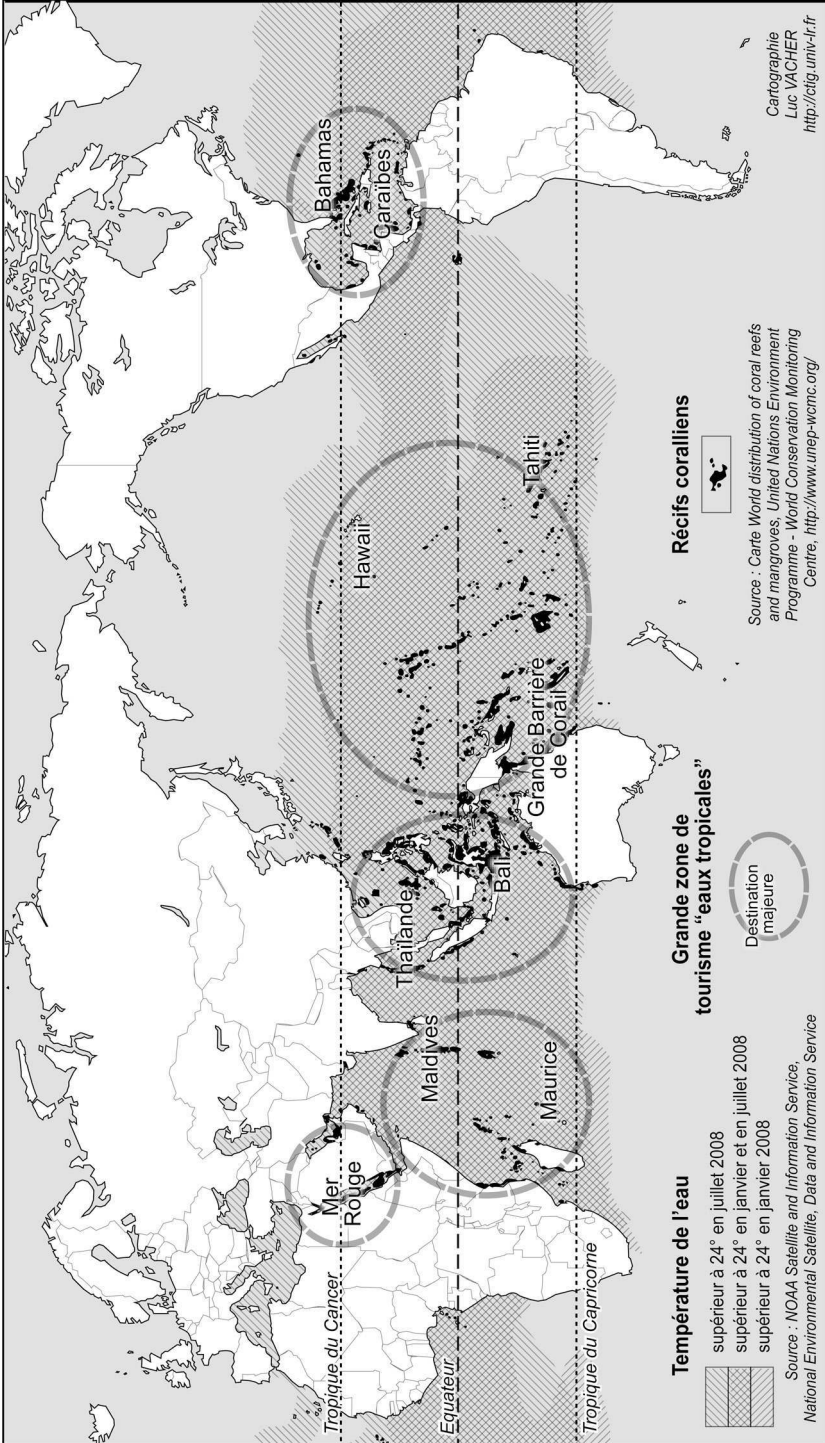 Bahamas
Caraïbes
Hawaii
Tahiti
Grande Barrière
de Corail
Thaïlande
Bali
Maldives
Maurice
Mer
Rouge
Tropique du Cancer
Equateur
Tropique du Capricorne
Température de l'eau
supérieur à 24° en juillet 2008
supérieur à 24° en janvier et en juillet 2008
supérieur à 24° en janvier 2008
Source : NOAA Satellite and Information Service,
National Environmental Satellite, Data and Information Service
Grande zone de
tourisme "eaux tropicales"
Destination
majeure
Récifs coralliens
Source : Carte World distribution of coral reefs
and mangroves, United Nations Environment
Programme - World Conservation Monitoring
Centre, http://www.unep-wcmc.org/
Cartographie
Luc VACHER
http://ctig.univ-lr.fr